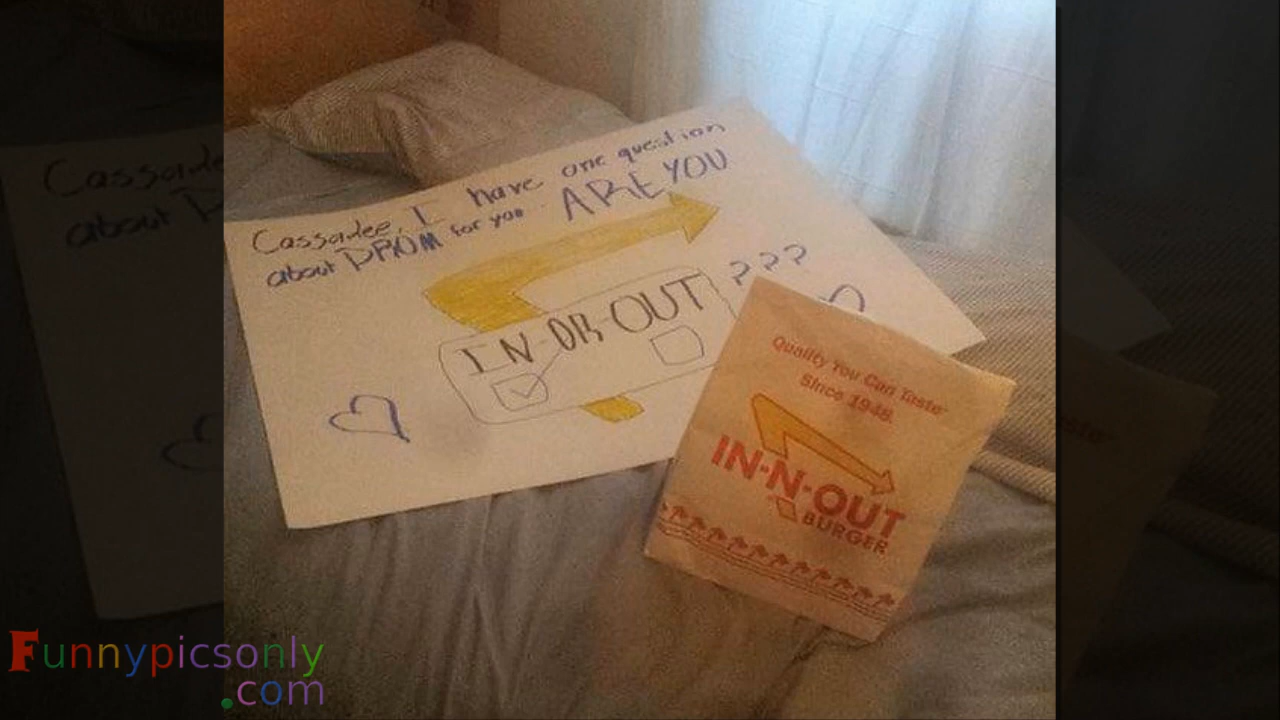 Cassadee, I have one question
about PROM for you. ARE YOU
IN-OR-OUT ???
Quality You Can Taste
Since 1948
IN-N-OUT
BURGER
Funnypicsonly
.com